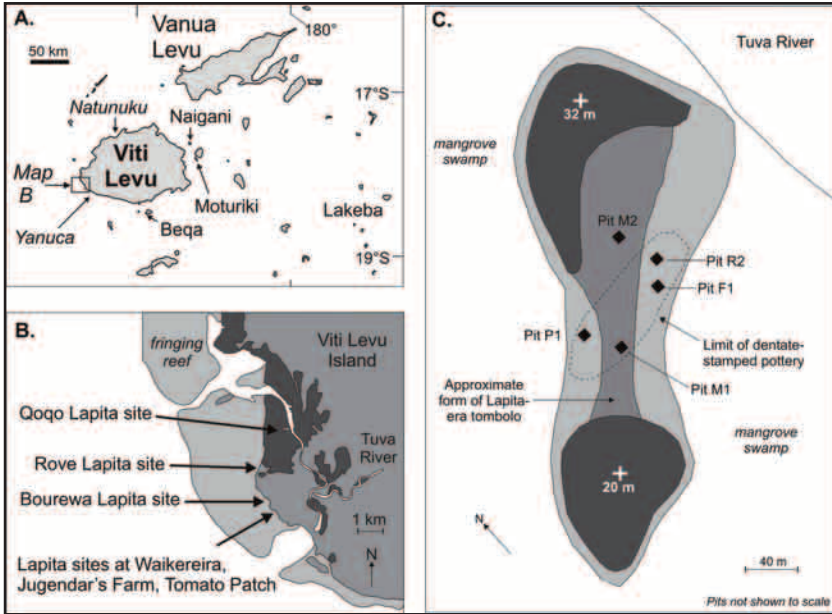 A.
50 km
Vanua
Levu
180°
17°S
Natunuku
Naigani
Viti
Levu
Map
B
Moturiki
Lakeba
Yanuca
Beqa
19°S
B.
fringing
reef
Viti Levu
Island
Qoqo Lapita site
Tuva
River
Rove Lapita site
Bourewa Lapita site
1 km
N
Lapita sites at Waikereira,
Jugendar's Farm, Tomato Patch
C.
Tuva River
32 m
mangrove
swamp
Pit M2
Pit R2
Pit F1
Pit P1
Limit of dentate-
stamped pottery
Pit M1
Approximate
form of Lapita-
era tombolo
mangrove
swamp
20 m
N
40 m
Pits not shown to scale